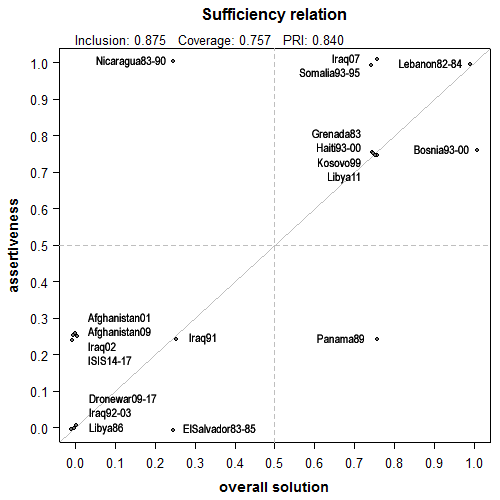 Sufficiency relation
Inclusion: 0.875 Coverage: 0.757 PRI: 0.840
1.0
0.9
0.8
0.7
0.6
0.5
0.4
0.3
0.2
0.1
0.0
assertiveness
Nicaragua83-90
Iraq07
Somalia93-95
Lebanon82-84
Grenada83
Haiti93-00
Kosovo99
Libya11
Bosnia93-00
Afghanistan01
Afghanistan09
Iraq02
ISIS14-17
Iraq91
Panama89
Dronewar09-17
Iraq92-03
Libya86
ElSalvador83-85
0.0 0.1 0.2 0.3 0.4 0.5 0.6 0.7 0.8 0.9 1.0
overall solution